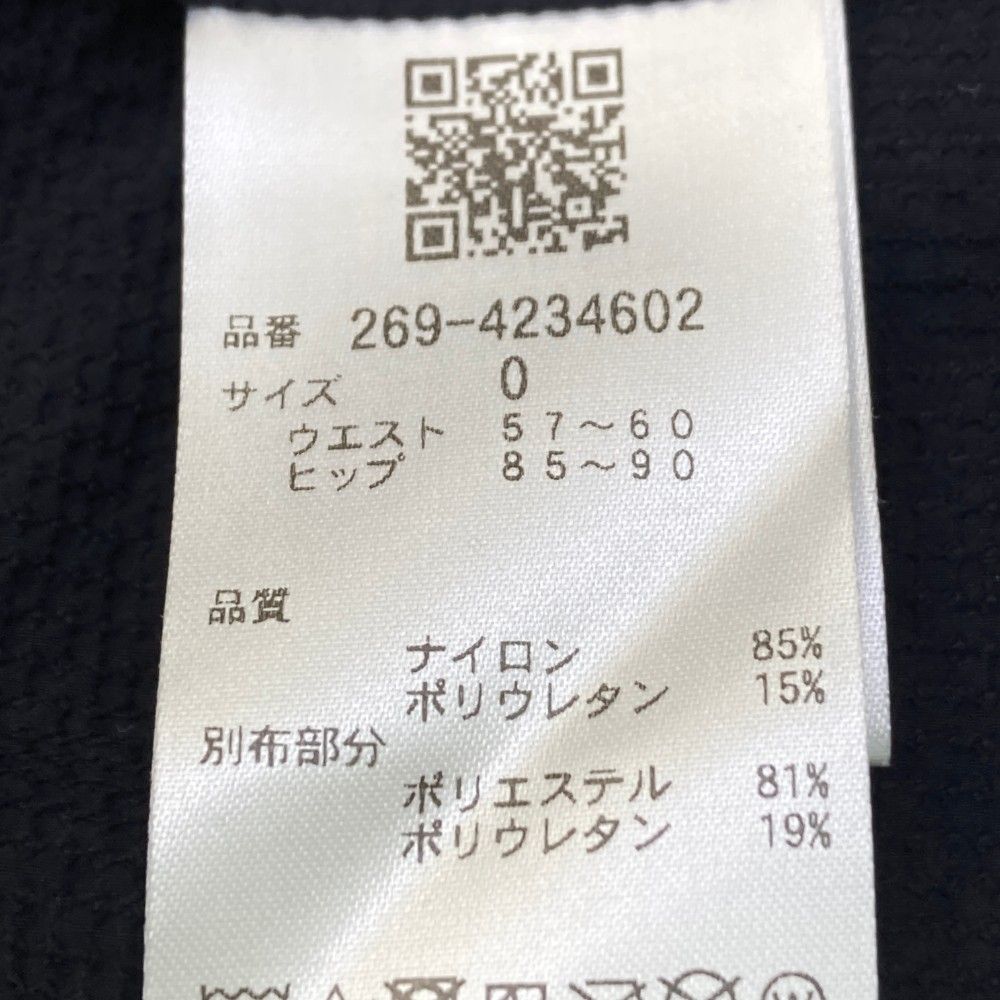 品番 269-4234602
サイズ 0
ウエスト 57～60
ヒップ 85～90
品質
ナイロン 85%
ポリウレタン 15%
別布部分
ポリエステル 81%
ポリウレタン 19%